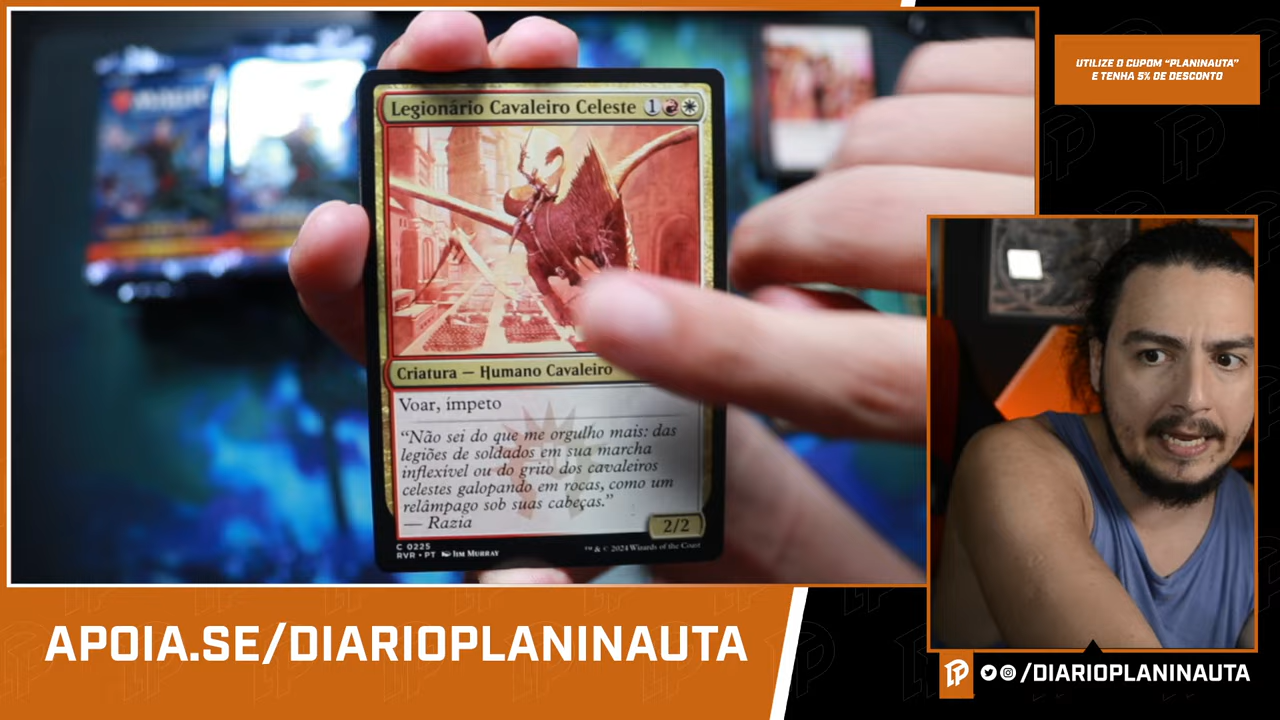 UTILIZE O CUPOM “PLANINAUTA”
E TENHA 5% DE DESCONTO
Legionário Cavaleiro Celeste 1
Criatura — Humano Cavaleiro
Voar, ímpeto
“Não sei do que me orgulho mais: das
legiões de soldados em sua marcha
inflexível ou do grito dos cavaleiros
celestes galopando em rocas, como um
relâmpago sob suas cabeças.”
— Razia
2/2
C 0225
RVR • PT JIM MURRAY
™ & © 2024 Wizards of the Coast
APOIA.SE/DIARIOPLANINAUTA
/DIARIOPLANINAUTA